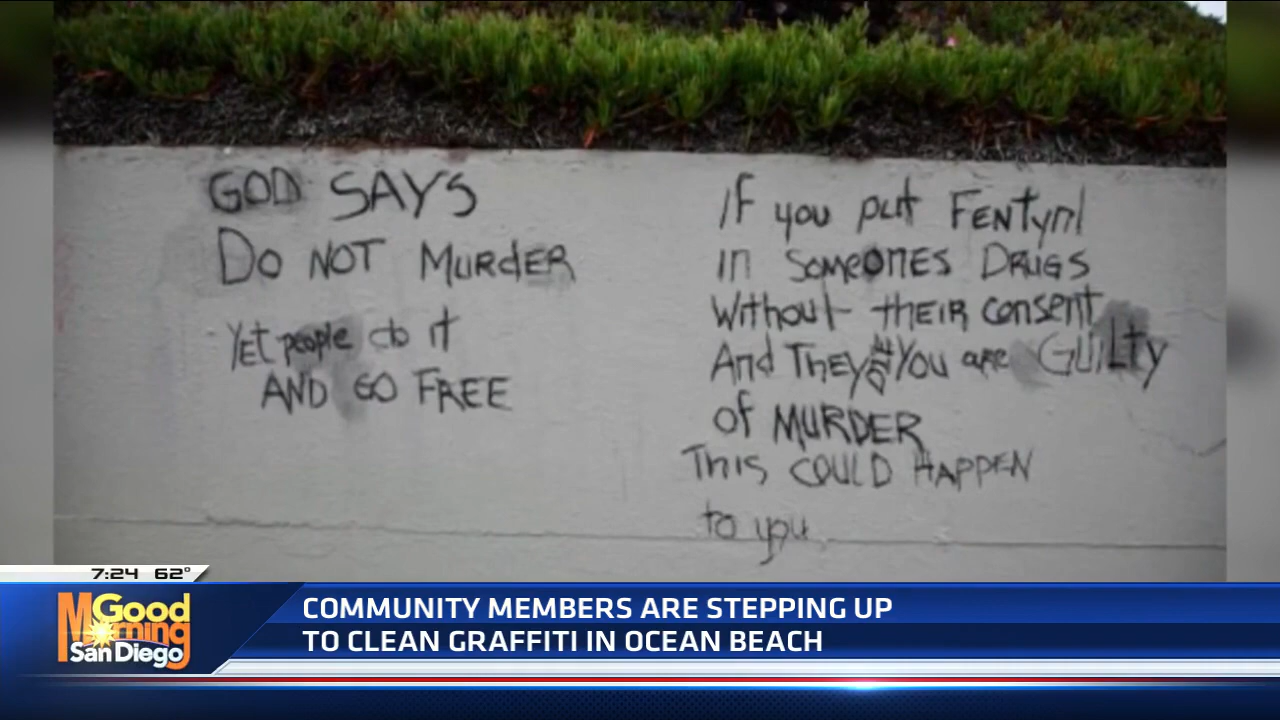 GOD SAYS
DO NOT MURDER
Yet people do it
AND GO FREE
If you put FENTynl
in SomeONES DRUGS
Without their consent
And They DIE You are GUILTY
of MURDER
This COULD HAPPEN
to you
7:24 62°
Good
Morning
San Diego
COMMUNITY MEMBERS ARE STEPPING UP
TO CLEAN GRAFFITI IN OCEAN BEACH